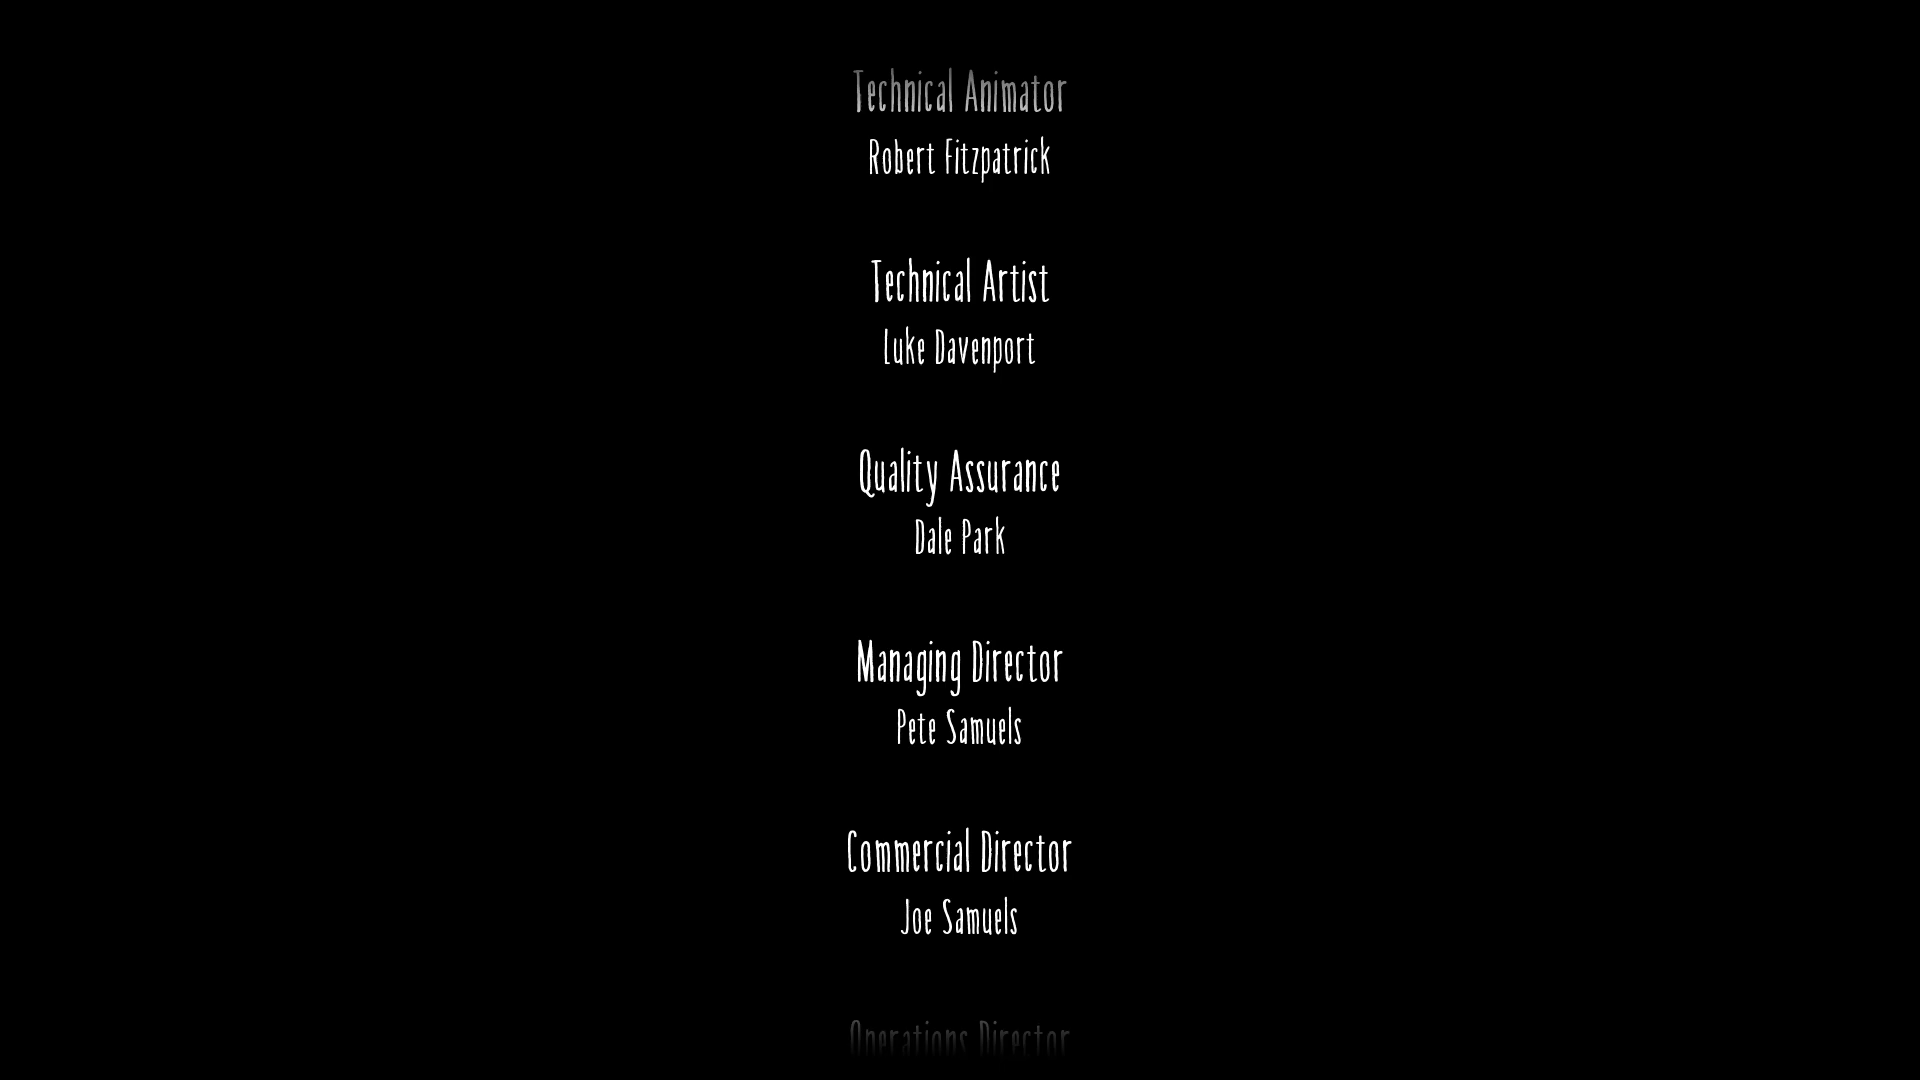 Technical Animator
Robert Fitzpatrick
Technical Artist
Luke Davenport
Quality Assurance
Dale Park
Managing Director
Pete Samuels
Commercial Director
Joe Samuels
Operations Director